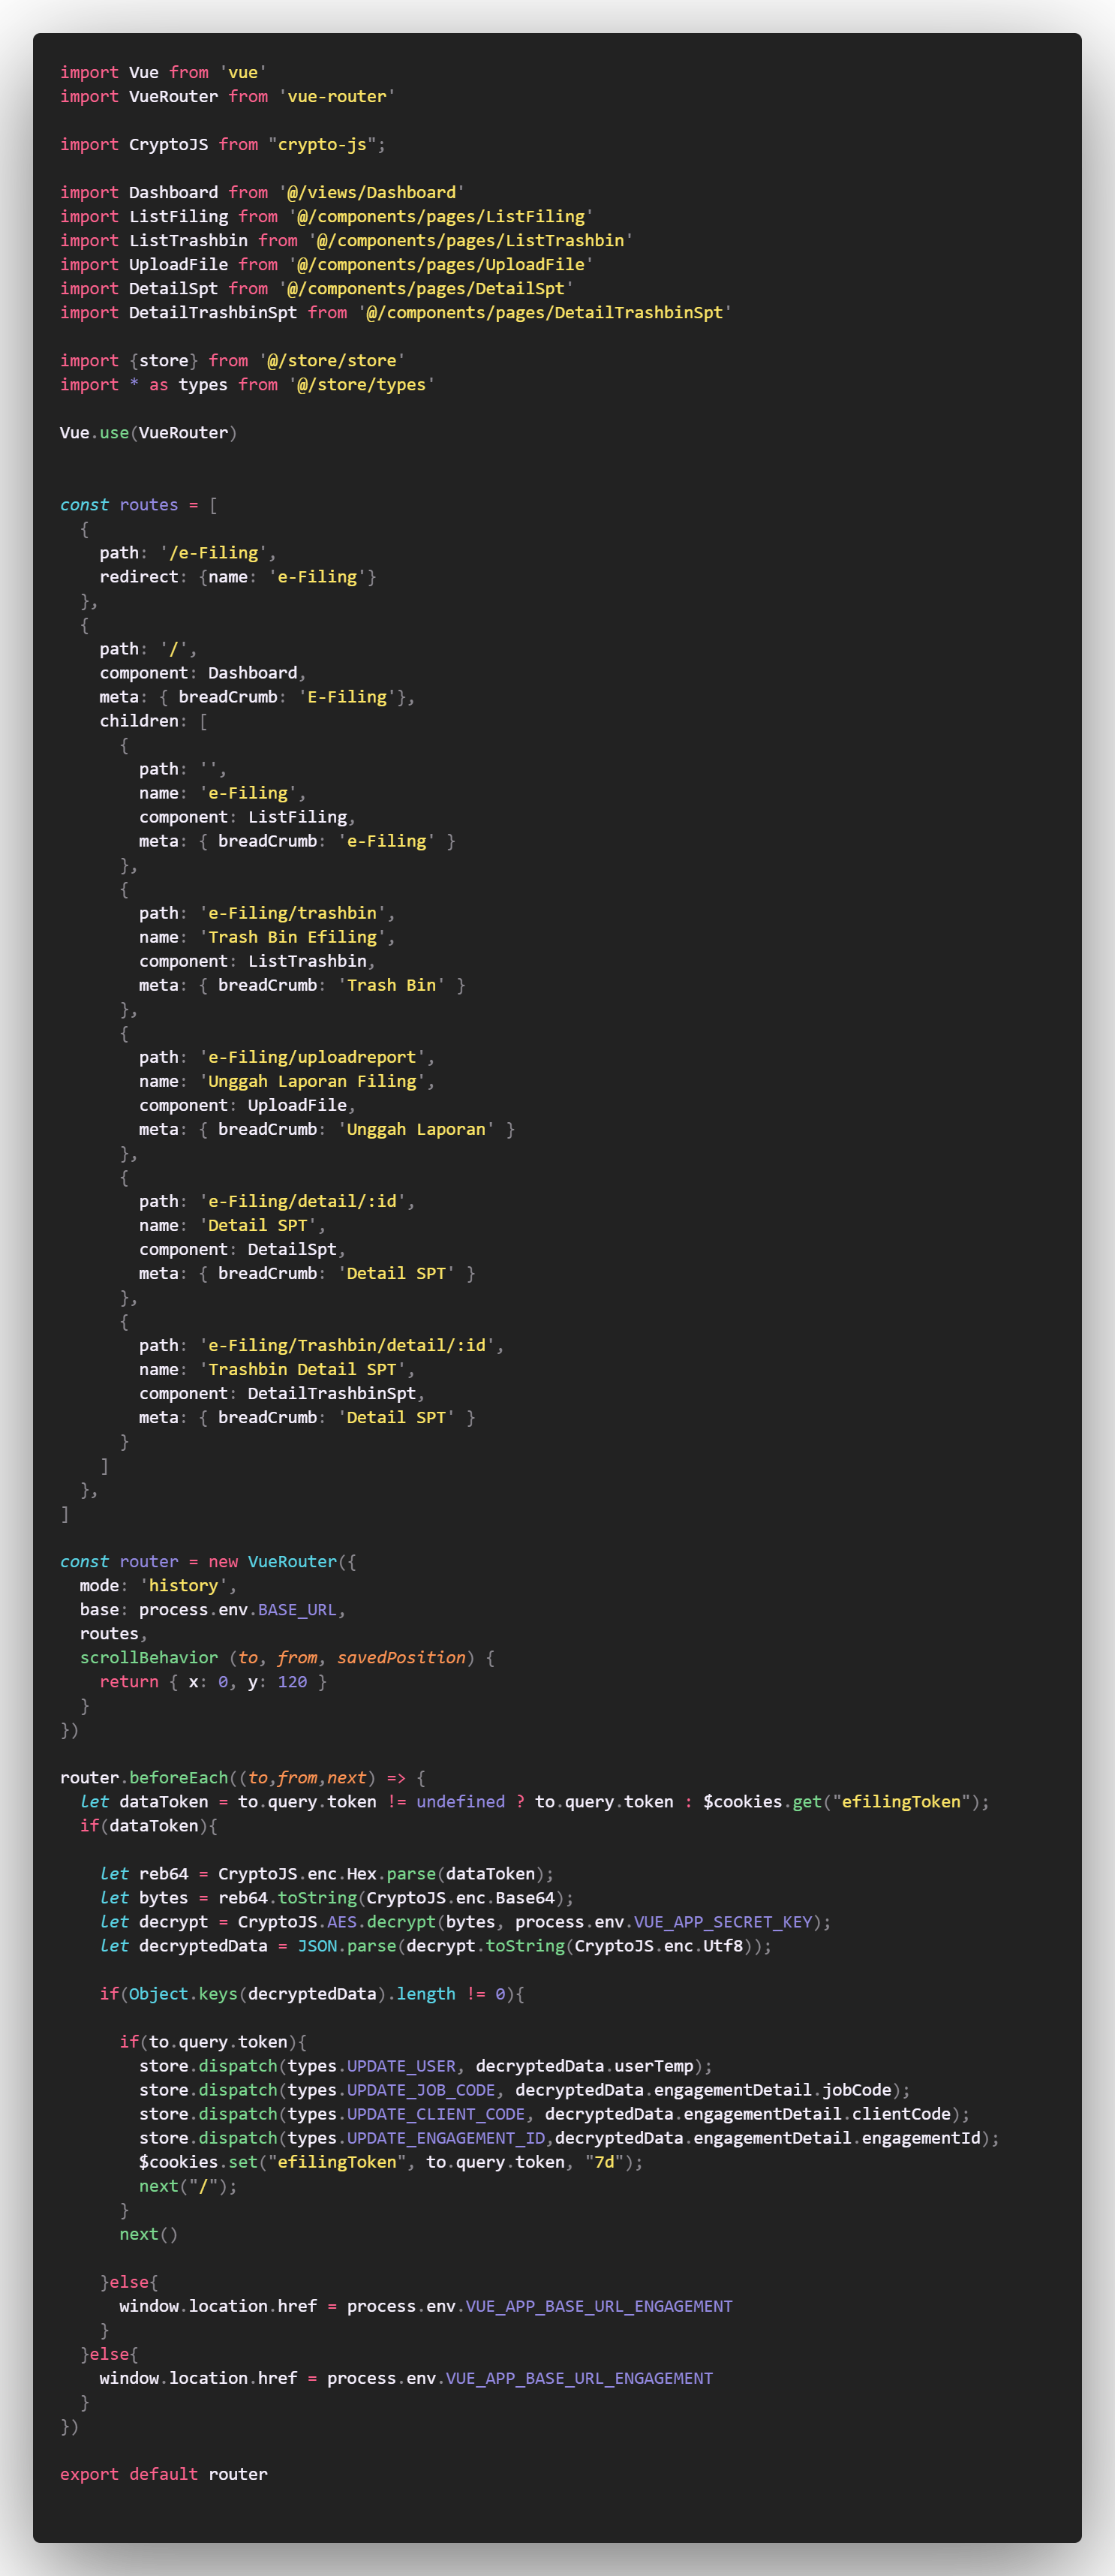 import Vue from 'vue'
import VueRouter from 'vue-router'

import CryptoJS from "crypto-js";

import Dashboard from '@/views/Dashboard'
import ListFiling from '@/components/pages/ListFiling'
import ListTrashbin from '@/components/pages/ListTrashbin'
import UploadFile from '@/components/pages/UploadFile'
import DetailSpt from '@/components/pages/DetailSpt'
import DetailTrashbinSpt from '@/components/pages/DetailTrashbinSpt'

import {store} from '@/store/store'
import * as types from '@/store/types'

Vue.use(VueRouter)


const routes = [
  {
    path: '/e-Filing',
    redirect: {name: 'e-Filing'}
  },
  {
    path: '/',
    component: Dashboard,
    meta: { breadCrumb: 'E-Filing'},
    children: [
      {
        path: '',
        name: 'e-Filing',
        component: ListFiling,
        meta: { breadCrumb: 'e-Filing' }
      },
      {
        path: 'e-Filing/trashbin',
        name: 'Trash Bin Efiling',
        component: ListTrashbin,
        meta: { breadCrumb: 'Trash Bin' }
      },
      {
        path: 'e-Filing/uploadreport',
        name: 'Unggah Laporan Filing',
        component: UploadFile,
        meta: { breadCrumb: 'Unggah Laporan' }
      },
      {
        path: 'e-Filing/detail/:id',
        name: 'Detail SPT',
        component: DetailSpt,
        meta: { breadCrumb: 'Detail SPT' }
      },
      {
        path: 'e-Filing/Trashbin/detail/:id',
        name: 'Trashbin Detail SPT',
        component: DetailTrashbinSpt,
        meta: { breadCrumb: 'Detail SPT' }
      }
    ]
  },
]

const router = new VueRouter({
  mode: 'history',
  base: process.env.BASE_URL,
  routes,
  scrollBehavior (to, from, savedPosition) {
    return { x: 0, y: 120 }
  }
})

router.beforeEach((to,from,next) => {
  let dataToken = to.query.token != undefined ? to.query.token : $cookies.get("efilingToken");
  if(dataToken){

    let reb64 = CryptoJS.enc.Hex.parse(dataToken);
    let bytes = reb64.toString(CryptoJS.enc.Base64);
    let decrypt = CryptoJS.AES.decrypt(bytes, process.env.VUE_APP_SECRET_KEY);
    let decryptedData = JSON.parse(decrypt.toString(CryptoJS.enc.Utf8));

    if(Object.keys(decryptedData).length != 0){

      if(to.query.token){
        store.dispatch(types.UPDATE_USER, decryptedData.userTemp);
        store.dispatch(types.UPDATE_JOB_CODE, decryptedData.engagementDetail.jobCode);
        store.dispatch(types.UPDATE_CLIENT_CODE, decryptedData.engagementDetail.clientCode);
        store.dispatch(types.UPDATE_ENGAGEMENT_ID,decryptedData.engagementDetail.engagementId);
        $cookies.set("efilingToken", to.query.token, "7d");
        next("/");
      }
      next()

    }else{
      window.location.href = process.env.VUE_APP_BASE_URL_ENGAGEMENT
    }
  }else{
    window.location.href = process.env.VUE_APP_BASE_URL_ENGAGEMENT
  }
})

export default router